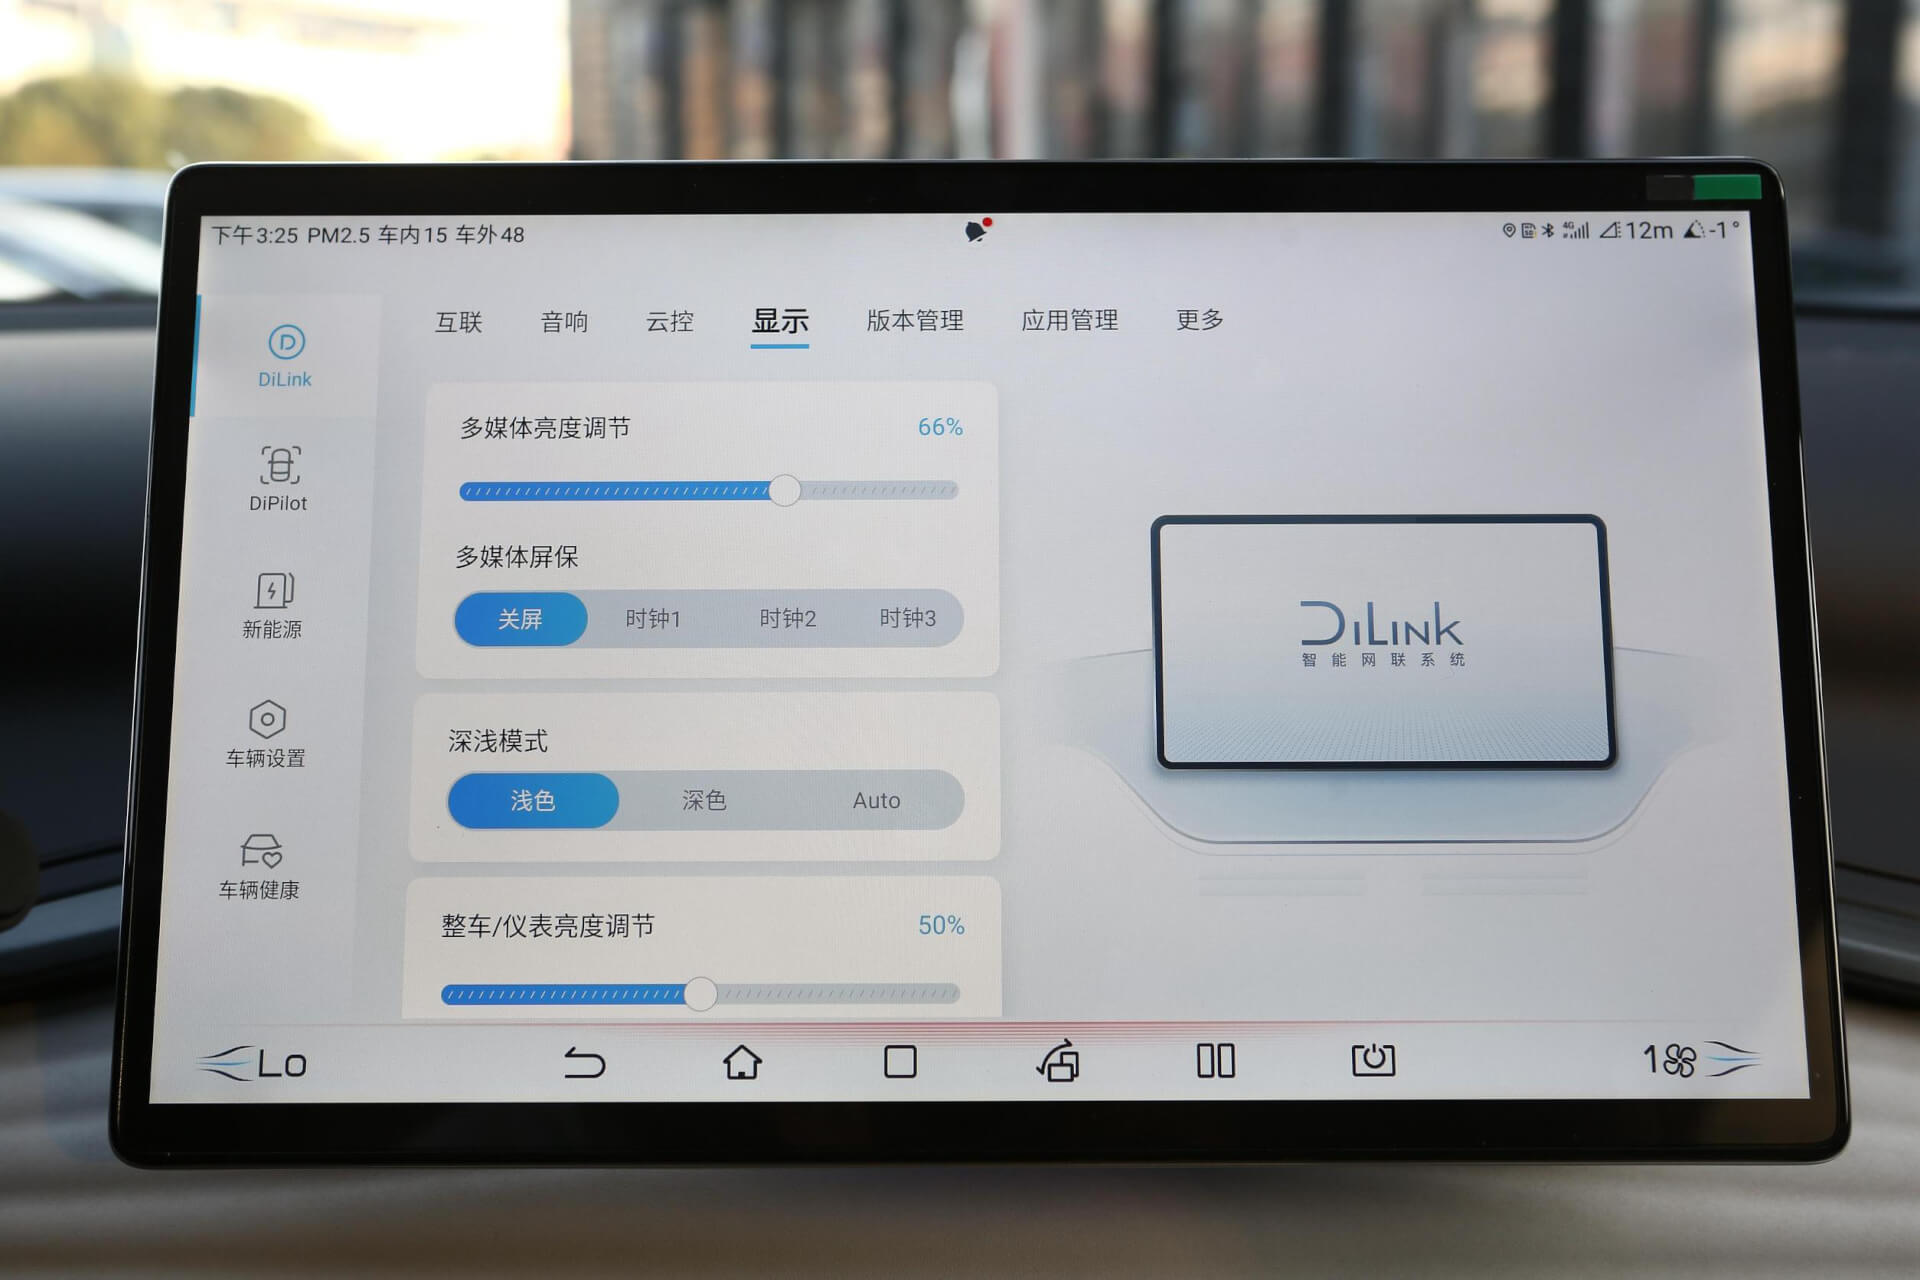 下午3:25 PM2.5 车内15 车外48
4G 12m -1°
DiLink
DiPilot
新能源
车辆设置
车辆健康
互联 音响 云控 显示 版本管理 应用管理 更多
多媒体亮度调节 66%
多媒体屏保
关屏 时钟1 时钟2 时钟3
深浅模式
浅色 深色 Auto
整车/仪表亮度调节 50%
DiLink
智能网联系统
Lo 1